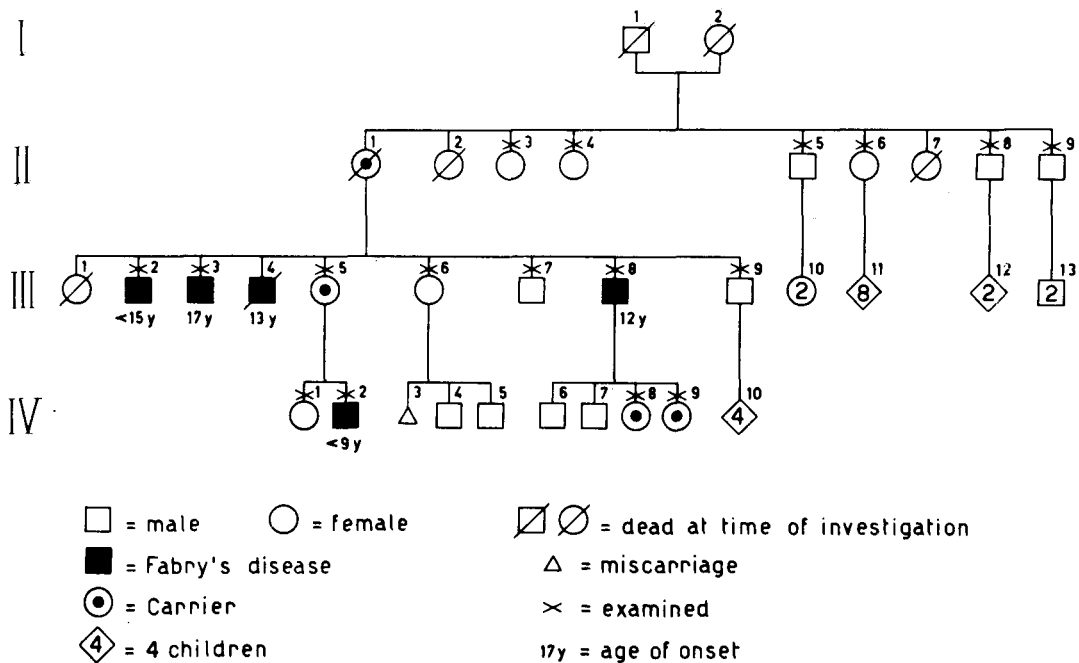 I
1 2
II
1 2 3 4 5 6 7 8 9
III
1 2 3 4 5 6 7 8 9 10 11 12 13
2 8 2 2
<15y 17y 13y 12y
IV
1 2 3 4 5 6 7 8 9 10
4
<9y
= male = female = dead at time of investigation
= Fabry's disease = miscarriage
= Carrier = examined
4 = 4 children 17y = age of onset